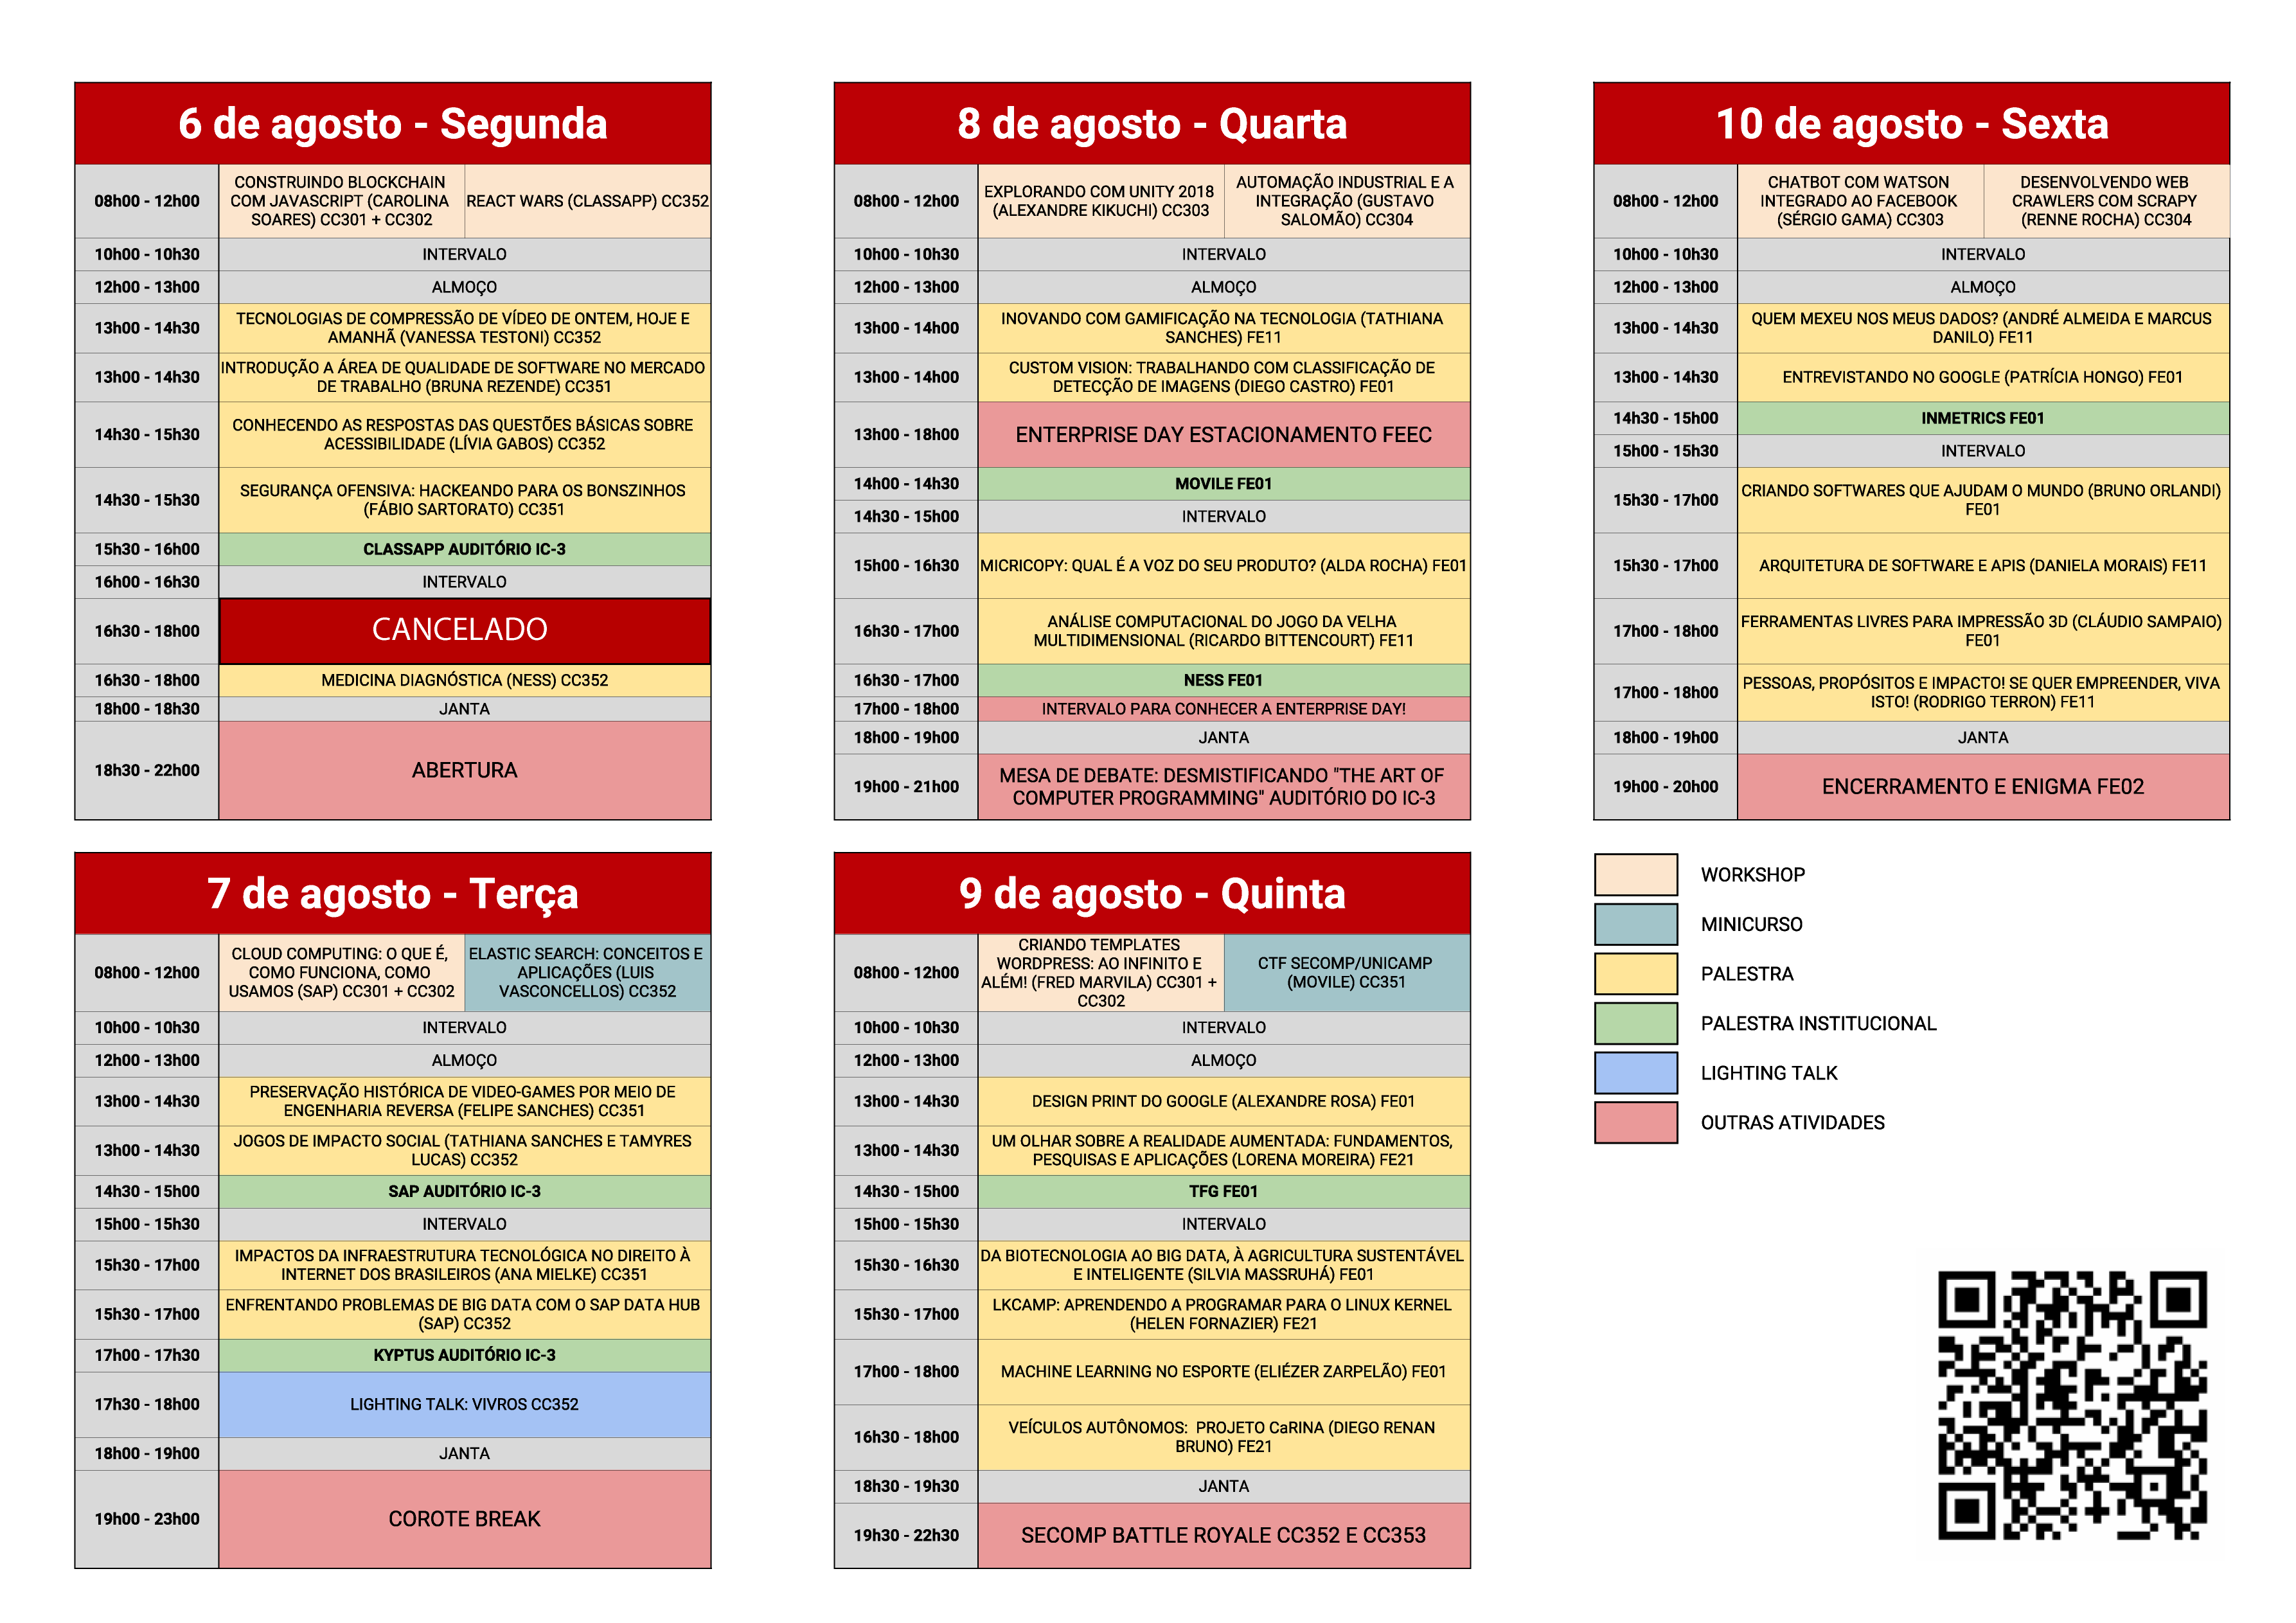 6 de agosto - Segunda
08h00 - 12h00
CONSTRUINDO BLOCKCHAIN
COM JAVASCRIPT (CAROLINA
SOARES) CC301 + CC302
REACT WARS (CLASSAPP) CC352
10h00 - 10h30
INTERVALO
12h00 - 13h00
ALMOÇO
13h00 - 14h30
TECNOLOGIAS DE COMPRESSÃO DE VÍDEO DE ONTEM, HOJE E
AMANHÃ (VANESSA TESTONI) CC352
13h00 - 14h30
INTRODUÇÃO A ÁREA DE QUALIDADE DE SOFTWARE NO MERCADO
DE TRABALHO (BRUNA REZENDE) CC351
14h30 - 15h30
CONHECENDO AS RESPOSTAS DAS QUESTÕES BÁSICAS SOBRE
ACESSIBILIDADE (LÍVIA GABOS) CC352
14h30 - 15h30
SEGURANÇA OFENSIVA: HACKEANDO PARA OS BONSZINHOS
(FÁBIO SARTORATO) CC351
15h30 - 16h00
CLASSAPP AUDITÓRIO IC-3
16h00 - 16h30
INTERVALO
16h30 - 18h00
CANCELADO
16h30 - 18h00
MEDICINA DIAGNÓSTICA (NESS) CC352
18h00 - 18h30
JANTA
18h30 - 22h00
ABERTURA
7 de agosto - Terça
08h00 - 12h00
CLOUD COMPUTING: O QUE É,
COMO FUNCIONA, COMO
USAMOS (SAP) CC301 + CC302
ELASTIC SEARCH: CONCEITOS E
APLICAÇÕES (LUIS
VASCONCELLOS) CC352
10h00 - 10h30
INTERVALO
12h00 - 13h00
ALMOÇO
13h00 - 14h30
PRESERVAÇÃO HISTÓRICA DE VIDEO-GAMES POR MEIO DE
ENGENHARIA REVERSA (FELIPE SANCHES) CC351
13h00 - 14h30
JOGOS DE IMPACTO SOCIAL (TATHIANA SANCHES E TAMYRES
LUCAS) CC352
14h30 - 15h00
SAP AUDITÓRIO IC-3
15h00 - 15h30
INTERVALO
15h30 - 17h00
IMPACTOS DA INFRAESTRUTURA TECNOLÓGICA NO DIREITO À
INTERNET DOS BRASILEIROS (ANA MIELKE) CC351
15h30 - 17h00
ENFRENTANDO PROBLEMAS DE BIG DATA COM O SAP DATA HUB
(SAP) CC352
17h00 - 17h30
KYPTUS AUDITÓRIO IC-3
17h30 - 18h00
LIGHTING TALK: VIVROS CC352
18h00 - 19h00
JANTA
19h00 - 23h00
COROTE BREAK
8 de agosto - Quarta
08h00 - 12h00
EXPLORANDO COM UNITY 2018
(ALEXANDRE KIKUCHI) CC303
AUTOMAÇÃO INDUSTRIAL E A
INTEGRAÇÃO (GUSTAVO
SALOMÃO) CC304
10h00 - 10h30
INTERVALO
12h00 - 13h00
ALMOÇO
13h00 - 14h00
INOVANDO COM GAMIFICAÇÃO NA TECNOLOGIA (TATHIANA
SANCHES) FE11
13h00 - 14h00
CUSTOM VISION: TRABALHANDO COM CLASSIFICAÇÃO DE
DETECÇÃO DE IMAGENS (DIEGO CASTRO) FE01
13h00 - 18h00
ENTERPRISE DAY ESTACIONAMENTO FEEC
14h00 - 14h30
MOVILE FE01
14h30 - 15h00
INTERVALO
15h00 - 16h30
MICRICOPY: QUAL É A VOZ DO SEU PRODUTO? (ALDA ROCHA) FE01
16h30 - 17h00
ANÁLISE COMPUTACIONAL DO JOGO DA VELHA
MULTIDIMENSIONAL (RICARDO BITTENCOURT) FE11
16h30 - 17h00
NESS FE01
17h00 - 18h00
INTERVALO PARA CONHECER A ENTERPRISE DAY!
18h00 - 19h00
JANTA
19h00 - 21h00
MESA DE DEBATE: DESMISTIFICANDO "THE ART OF
COMPUTER PROGRAMMING" AUDITÓRIO DO IC-3
9 de agosto - Quinta
08h00 - 12h00
CRIANDO TEMPLATES
WORDPRESS: AO INFINITO E
ALÉM! (FRED MARVILA) CC301 +
CC302
CTF SECOMP/UNICAMP
(MOVILE) CC351
10h00 - 10h30
INTERVALO
12h00 - 13h00
ALMOÇO
13h00 - 14h30
DESIGN PRINT DO GOOGLE (ALEXANDRE ROSA) FE01
13h00 - 14h30
UM OLHAR SOBRE A REALIDADE AUMENTADA: FUNDAMENTOS,
PESQUISAS E APLICAÇÕES (LORENA MOREIRA) FE21
14h30 - 15h00
TFG FE01
15h00 - 15h30
INTERVALO
15h30 - 16h30
DA BIOTECNOLOGIA AO BIG DATA, À AGRICULTURA SUSTENTÁVEL
E INTELIGENTE (SILVIA MASSRUHÁ) FE01
15h30 - 17h00
LKCAMP: APRENDENDO A PROGRAMAR PARA O LINUX KERNEL
(HELEN FORNAZIER) FE21
17h00 - 18h00
MACHINE LEARNING NO ESPORTE (ELIÉZER ZARPELÃO) FE01
16h30 - 18h00
VEÍCULOS AUTÔNOMOS: PROJETO CaRINA (DIEGO RENAN
BRUNO) FE21
18h30 - 19h30
JANTA
19h30 - 22h30
SECOMP BATTLE ROYALE CC352 E CC353
10 de agosto - Sexta
08h00 - 12h00
CHATBOT COM WATSON
INTEGRADO AO FACEBOOK
(SÉRGIO GAMA) CC303
DESENVOLVENDO WEB
CRAWLERS COM SCRAPY
(RENNE ROCHA) CC304
10h00 - 10h30
INTERVALO
12h00 - 13h00
ALMOÇO
13h00 - 14h30
QUEM MEXEU NOS MEUS DADOS? (ANDRÉ ALMEIDA E MARCUS
DANILO) FE11
13h00 - 14h30
ENTREVISTANDO NO GOOGLE (PATRÍCIA HONGO) FE01
14h30 - 15h00
INMETRICS FE01
15h00 - 15h30
INTERVALO
15h30 - 17h00
CRIANDO SOFTWARES QUE AJUDAM O MUNDO (BRUNO ORLANDI)
FE01
15h30 - 17h00
ARQUITETURA DE SOFTWARE E APIS (DANIELA MORAIS) FE11
17h00 - 18h00
FERRAMENTAS LIVRES PARA IMPRESSÃO 3D (CLÁUDIO SAMPAIO)
FE01
17h00 - 18h00
PESSOAS, PROPÓSITOS E IMPACTO! SE QUER EMPREENDER, VIVA
ISTO! (RODRIGO TERRON) FE11
18h00 - 19h00
JANTA
19h00 - 20h00
ENCERRAMENTO E ENIGMA FE02
WORKSHOP
MINICURSO
PALESTRA
PALESTRA INSTITUCIONAL
LIGHTING TALK
OUTRAS ATIVIDADES